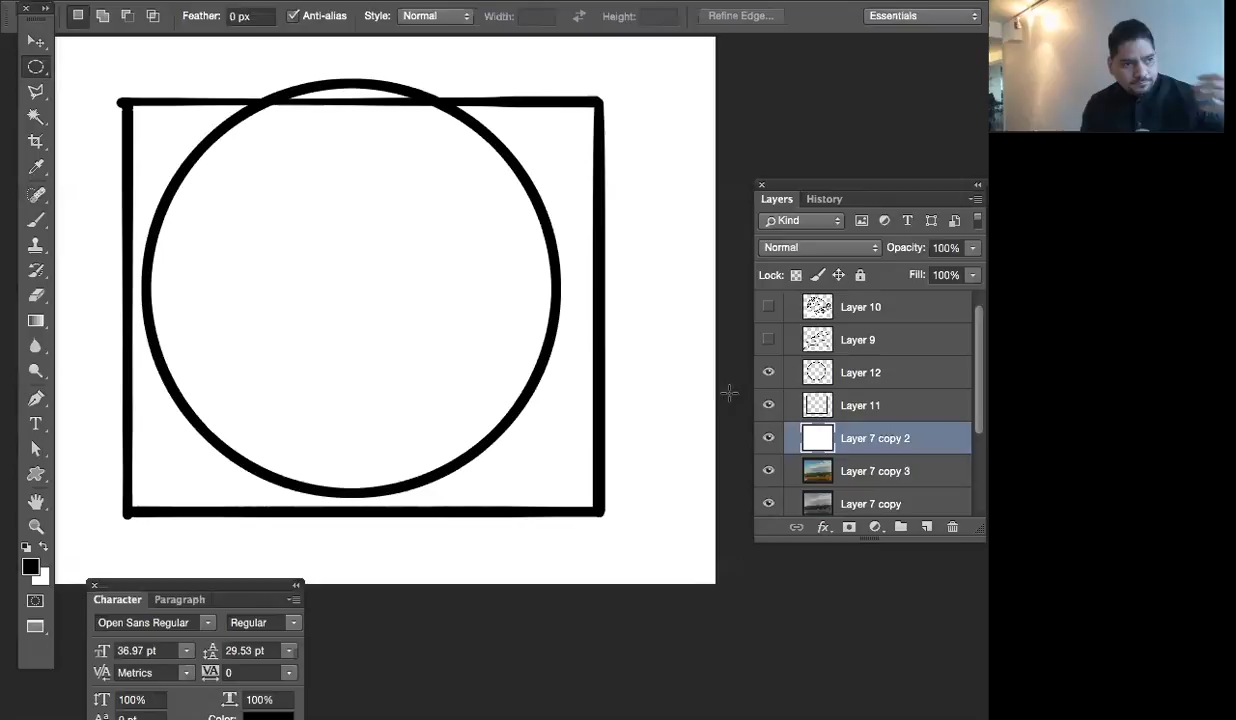 Feather: 0 px Anti-alias Style: Normal Width: Height: Refine Edge... Essentials
Layers History
Kind
Normal Opacity: 100%
Lock: Fill: 100%
Layer 10
Layer 9
Layer 12
Layer 11
Layer 7 copy 2
Layer 7 copy 3
Layer 7 copy
fx
Character Paragraph
Open Sans Regular Regular
36.97 pt 29.53 pt
Metrics 0
100% 100%
0 pt Color: